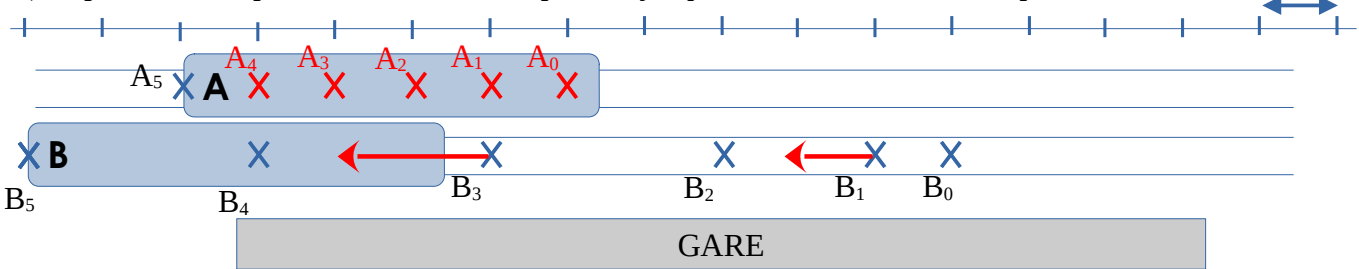 A₄ A₃ A₂ A₁ A₀
A₅ A
B
B₅ B₄ B₃ B₂ B₁ B₀
GARE